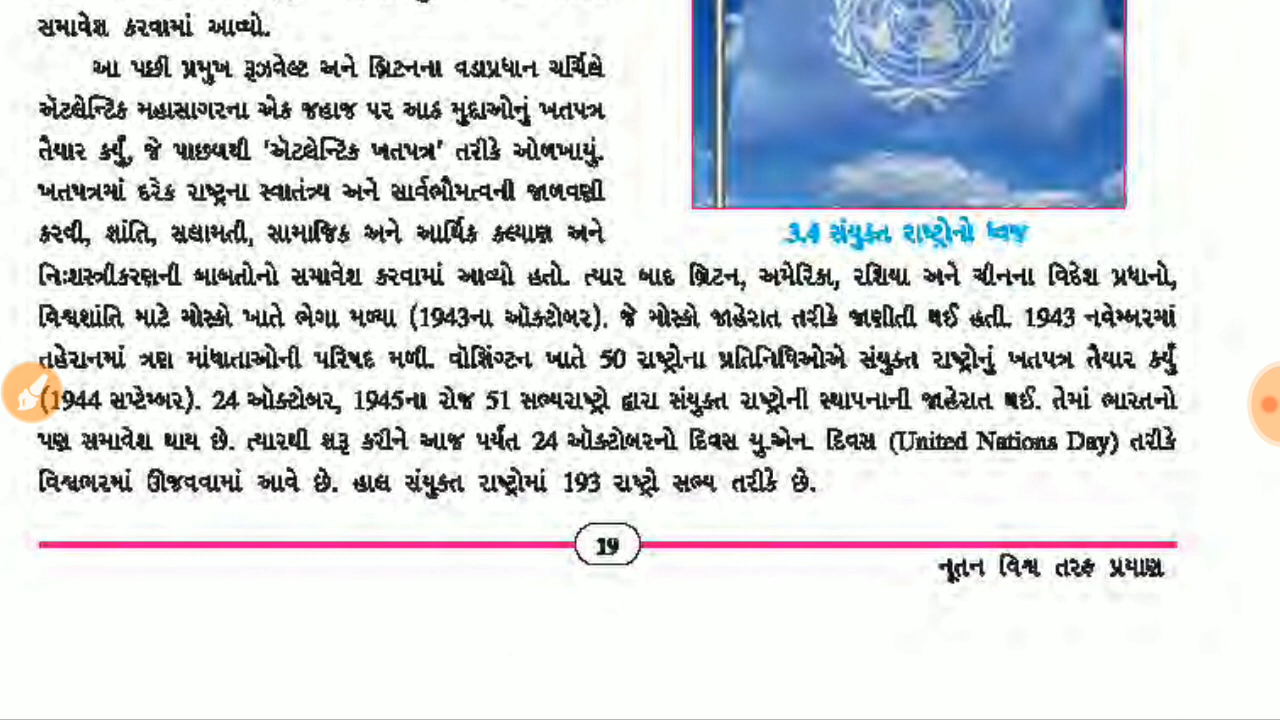 સમાવેશ કરવામાં આવ્યો.
આ પછી પ્રમુખ રૂઝવેલ્ટ અને બ્રિટનના વડાપ્રધાન ચર્ચિલે
ઍટલેન્ટિક મહાસાગરના એક જહાજ પર આઠ મુદ્દાઓનું ખતપત્ર
તૈયાર કર્યું, જે પાછળથી ‘ઍટલેન્ટિક ખતપત્ર’ તરીકે ઓળખાયું.
ખતપત્રમાં દરેક રાષ્ટ્રના સ્વાતંત્ર્ય અને સાર્વભૌમત્વની જાળવણી
કરવી, શાંતિ, સલામતી, સામાજિક અને આર્થિક કલ્યાણ અને
3.4 સંયુક્ત રાષ્ટ્રોનો ધ્વજ
નિઃશસ્ત્રીકરણની બાબતોનો સમાવેશ કરવામાં આવ્યો હતો. ત્યાર બાદ બ્રિટન, અમેરિકા, રશિયા અને ચીનના વિદેશ પ્રધાનો,
વિશ્વશાંતિ માટે મોસ્કો ખાતે ભેગા મળ્યા (1943ના ઑક્ટોબર). જે મોસ્કો જાહેરાત તરીકે જાણીતી થઈ હતી. 1943 નવેમ્બરમાં
તહેરાનમાં ત્રણ માંધાતાઓની પરિષદ મળી. વૉશિંગ્ટન ખાતે 50 રાષ્ટ્રોના પ્રતિનિધિઓએ સંયુક્ત રાષ્ટ્રોનું ખતપત્ર તૈયાર કર્યું
(1944 સપ્ટેમ્બર). 24 ઑક્ટોબર, 1945ના રોજ 51 સભ્યરાષ્ટ્રો દ્વારા સંયુક્ત રાષ્ટ્રોની સ્થાપનાની જાહેરાત થઈ. તેમાં ભારતનો
પણ સમાવેશ થાય છે. ત્યારથી શરૂ કરીને આજ પર્યંત 24 ઑક્ટોબરનો દિવસ યુ.એન. દિવસ (United Nations Day) તરીકે
વિશ્વભરમાં ઊજવવામાં આવે છે. હાલ સંયુક્ત રાષ્ટ્રોમાં 193 રાષ્ટ્રો સભ્ય તરીકે છે.
19
નૂતન વિશ્વ તરફ પ્રયાણ